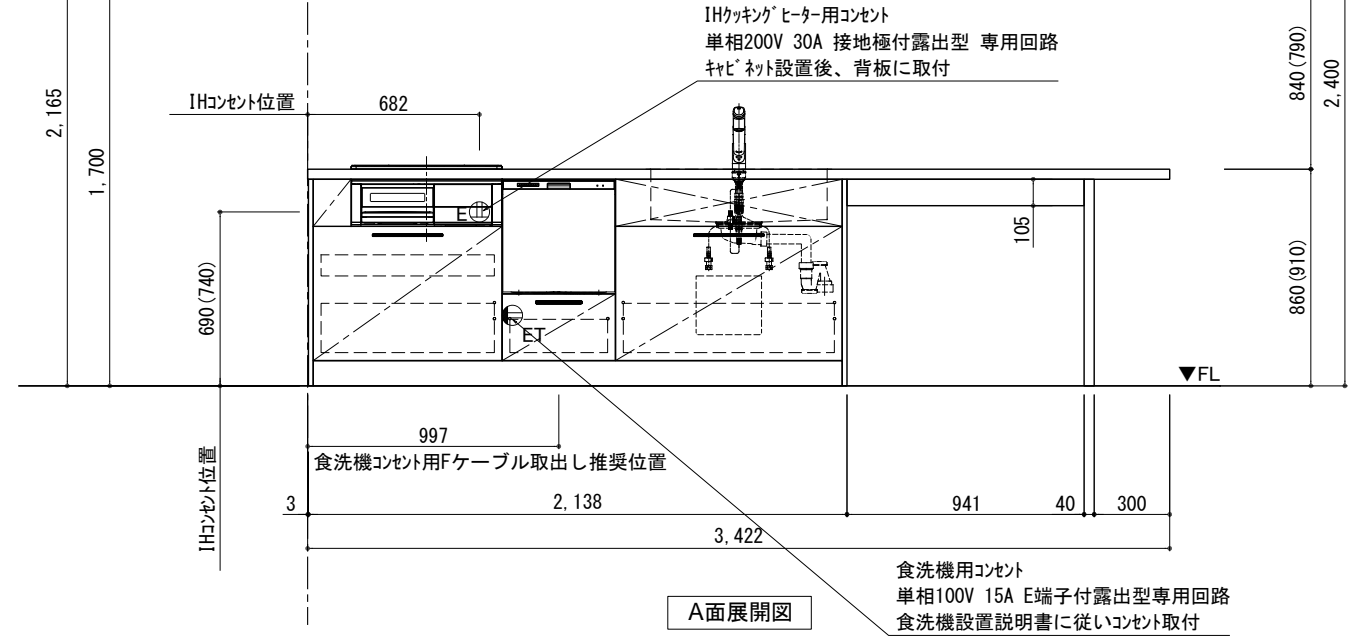 IHｸｯｷﾝｸﾞﾋｰﾀｰ用ｺﾝｾﾝﾄ
単相200V 30A 接地極付露出型 専用回路
ｷｬﾋﾞﾈｯﾄ設置後、背板に取付
840(790)
2,400
2,165
1,700
IHｺﾝｾﾝﾄ位置
682
E
105
690(740)
860(910)
ET
▼FL
997
食洗機ｺﾝｾﾝﾄ用Fケーブル取出し推奨位置
IHｺﾝｾﾝﾄ位置
3
2,138
941
40
300
3,422
食洗機用ｺﾝｾﾝﾄ
単相100V 15A E端子付露出型専用回路
食洗機設置説明書に従いｺﾝｾﾝﾄ取付
A面展開図